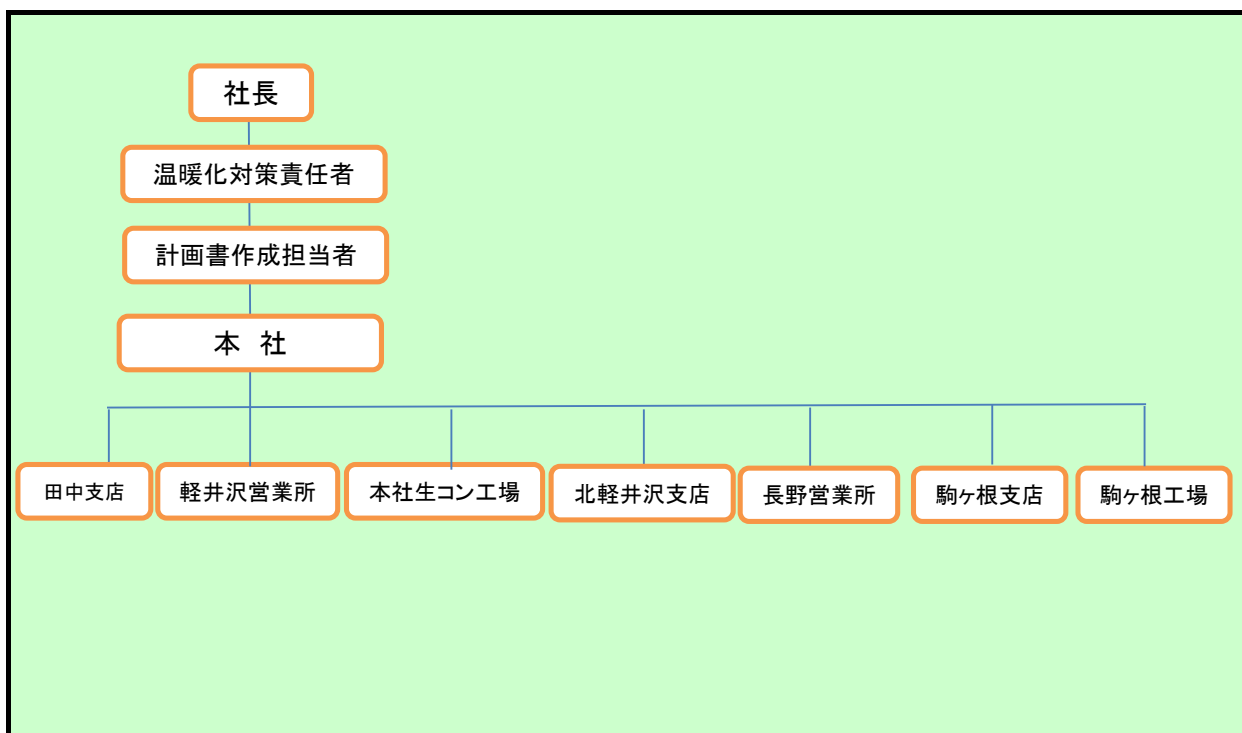 社長
温暖化対策責任者
計画書作成担当者
本 社
田中支店
軽井沢営業所
本社生コン工場
北軽井沢支店
長野営業所
駒ヶ根支店
駒ヶ根工場